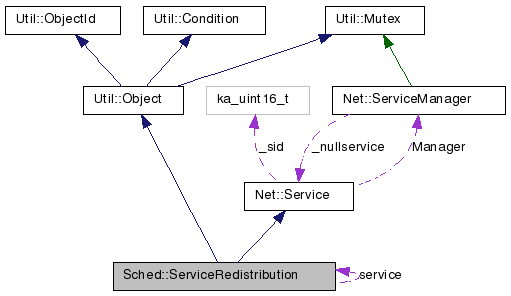 Util::ObjectId
Util::Condition
Util::Mutex
Util::Object
ka_uint16_t
Net::ServiceManager
_sid
_nullservice
Manager
Net::Service
Sched::ServiceRedistribution
service